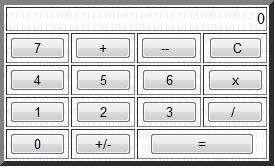 0
7 + -- C
4 5 6 x
1 2 3 /
0 +/- =